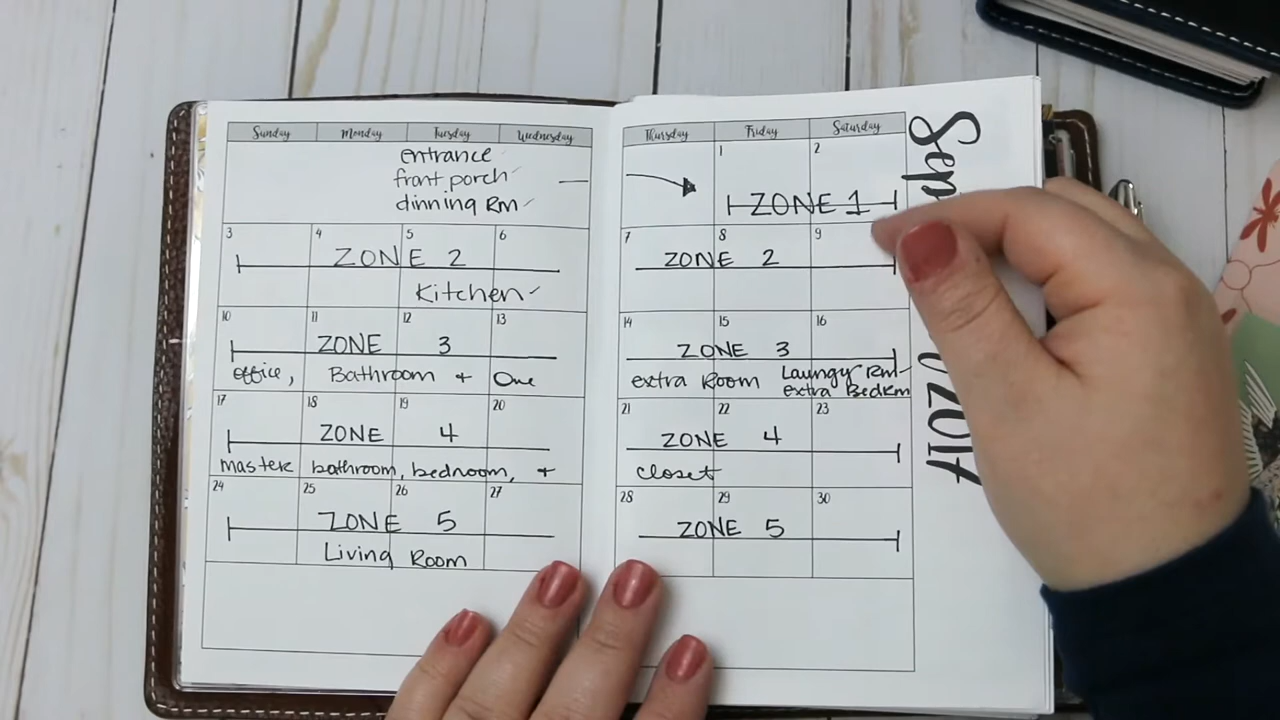 Sunday Monday Tuesday Wednesday Thursday Friday Saturday
entrance
front porch
dinning Rm
1 2
ZONE 1
3 4 5 6 7 8 9
ZONE 2 ZONE 2
Kitchen
10 11 12 13 14 15 16
ZONE 3 ZONE 3
office, Bathroom + One extra Room Laungy Rm
extra BedRm
17 18 19 20 21 22 23
ZONE 4 ZONE 4
master bathroom, bedroom, + closet
24 25 26 27 28 29 30
ZONE 5 ZONE 5
Living Room
Sep
2017